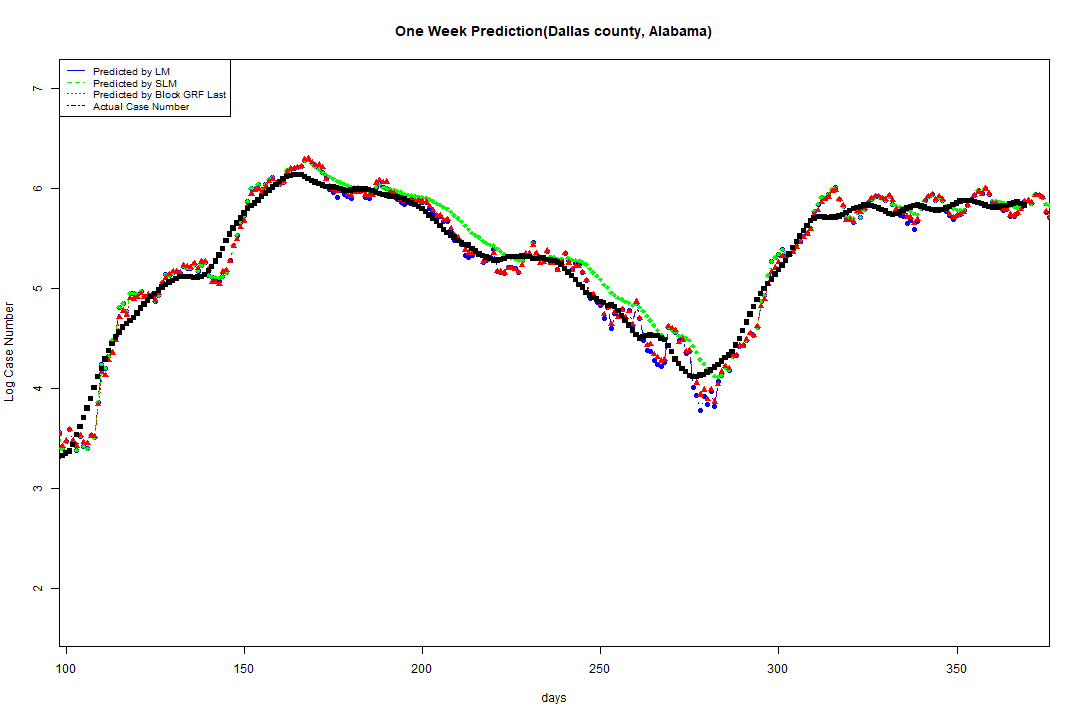 One Week Prediction(Dallas county, Alabama)
Predicted by LM
Predicted by SLM
Predicted by Block GRF Last
Actual Case Number
7
6
5
4
3
2
Log Case Number
100 150 200 250 300 350
days